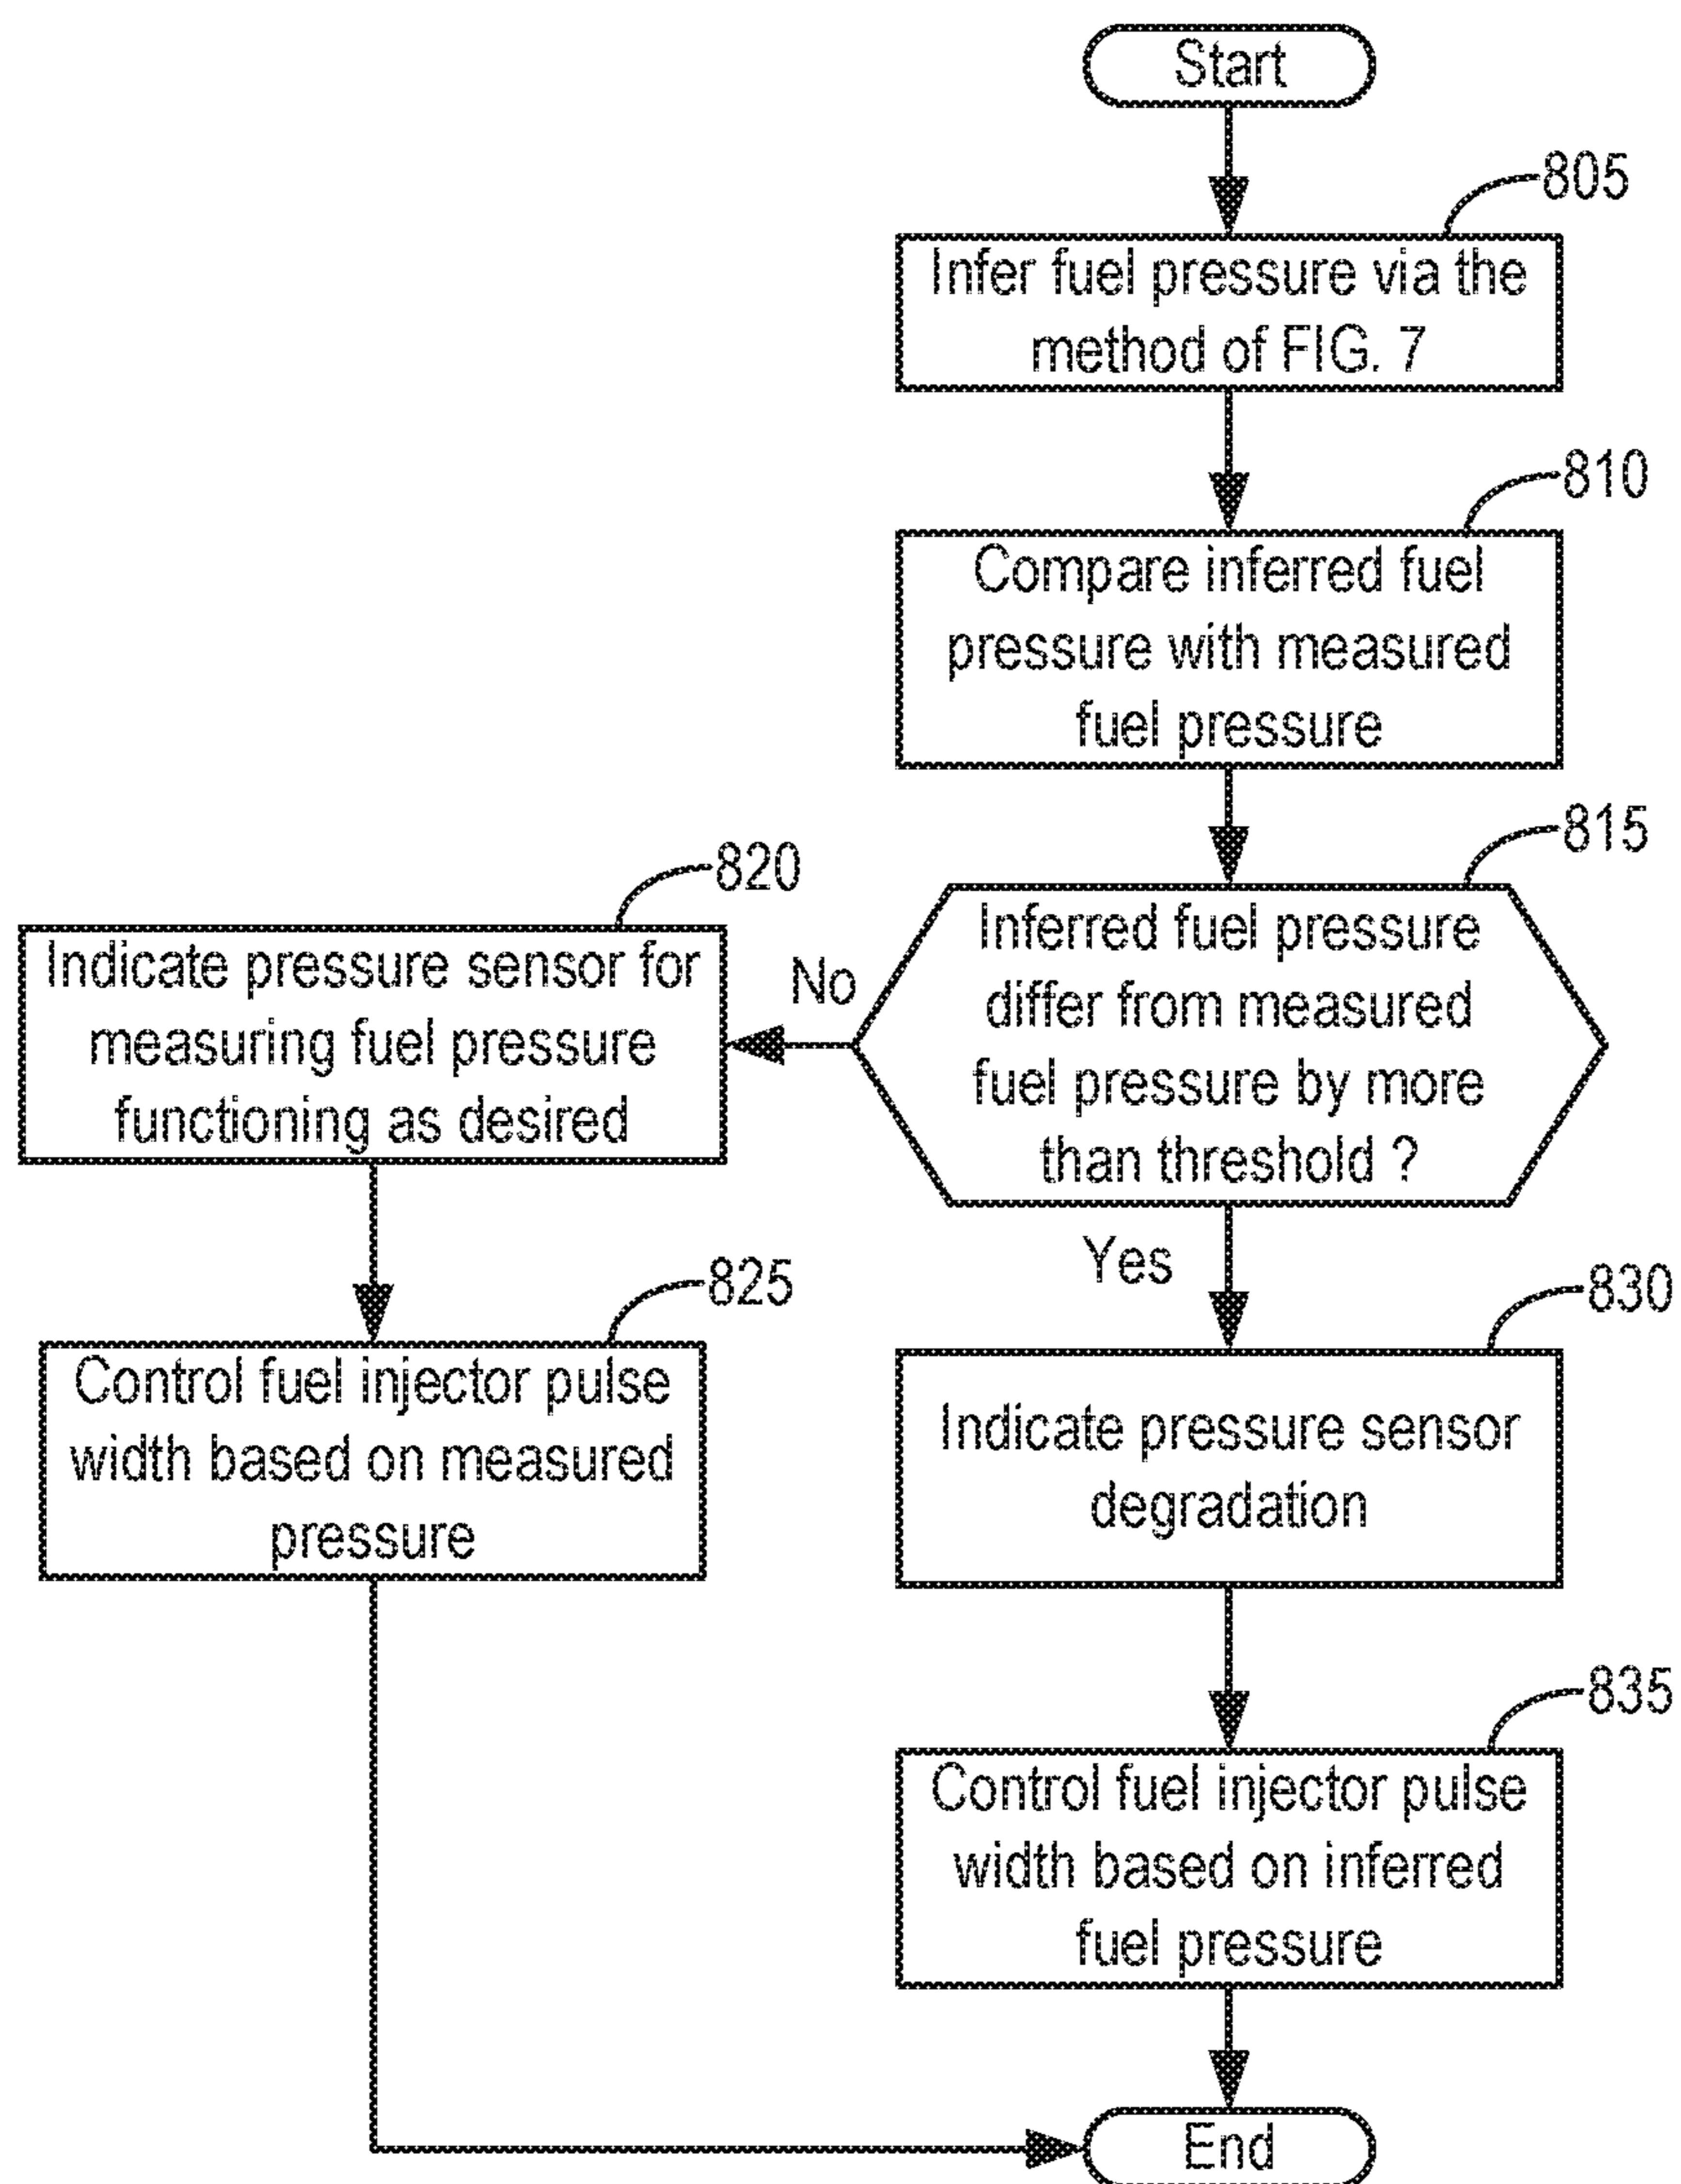 Start
805
Infer fuel pressure via the
method of FIG. 7
810
Compare inferred fuel
pressure with measured
fuel pressure
815
Inferred fuel pressure
differ from measured
fuel pressure by more
than threshold ?
No
820
Indicate pressure sensor for
measuring fuel pressure
functioning as desired
825
Control fuel injector pulse
width based on measured
pressure
Yes
830
Indicate pressure sensor
degradation
835
Control fuel injector pulse
width based on inferred
fuel pressure
End